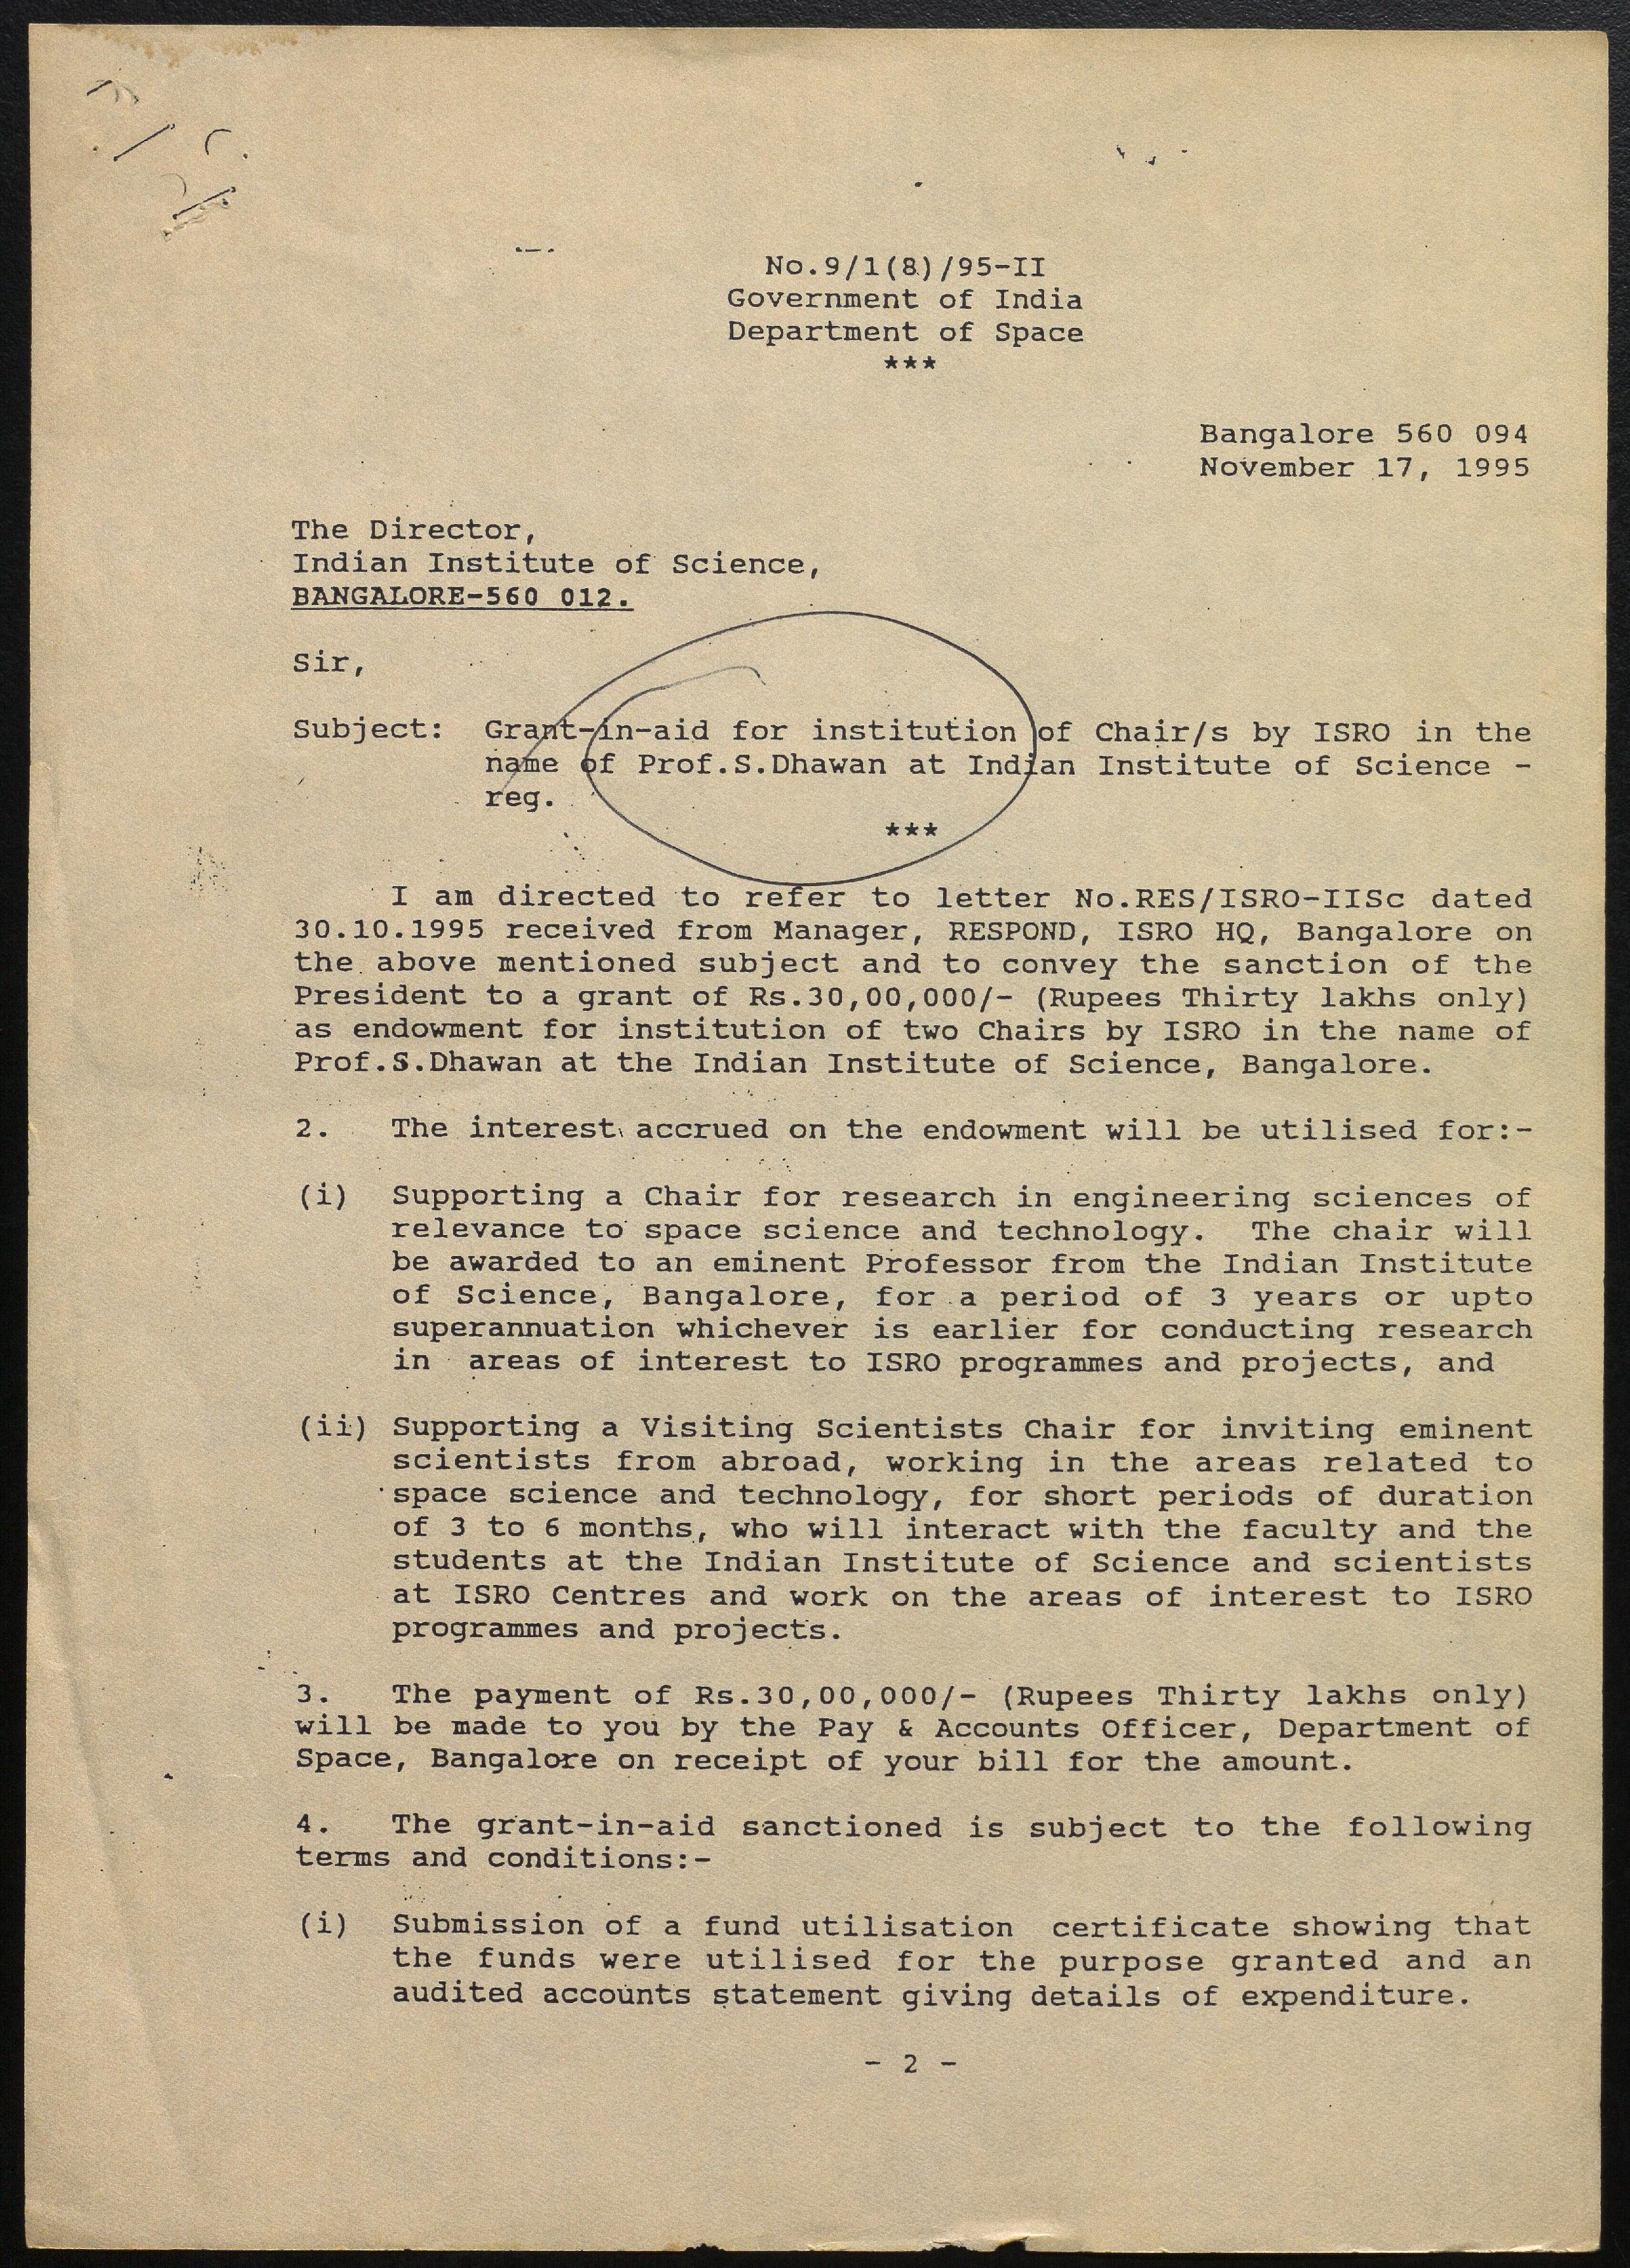 No.9/1(8)/95-II
Government of India
Department of Space
***
Bangalore 560 094
November 17, 1995
The Director,
Indian Institute of Science,
BANGALORE-560 012.
Sir,
Subject: Grant-in-aid for institution of Chair/s by ISRO in the
name of Prof.S.Dhawan at Indian Institute of Science -
reg.
***
I am directed to refer to letter No.RES/ISRO-IISc dated
30.10.1995 received from Manager, RESPOND, ISRO HQ, Bangalore on
the above mentioned subject and to convey the sanction of the
President to a grant of Rs.30,00,000/- (Rupees Thirty lakhs only)
as endowment for institution of two Chairs by ISRO in the name of
Prof.S.Dhawan at the Indian Institute of Science, Bangalore.
2. The interest accrued on the endowment will be utilised for:-
(i) Supporting a Chair for research in engineering sciences of
relevance to space science and technology. The chair will
be awarded to an eminent Professor from the Indian Institute
of Science, Bangalore, for a period of 3 years or upto
superannuation whichever is earlier for conducting research
in areas of interest to ISRO programmes and projects, and
(ii) Supporting a Visiting Scientists Chair for inviting eminent
scientists from abroad, working in the areas related to
space science and technology, for short periods of duration
of 3 to 6 months, who will interact with the faculty and the
students at the Indian Institute of Science and scientists
at ISRO Centres and work on the areas of interest to ISRO
programmes and projects.
3. The payment of Rs.30,00,000/- (Rupees Thirty lakhs only)
will be made to you by the Pay & Accounts Officer, Department of
Space, Bangalore on receipt of your bill for the amount.
4. The grant-in-aid sanctioned is subject to the following
terms and conditions:-
(i) Submission of a fund utilisation certificate showing that
the funds were utilised for the purpose granted and an
audited accounts statement giving details of expenditure.
- 2 -